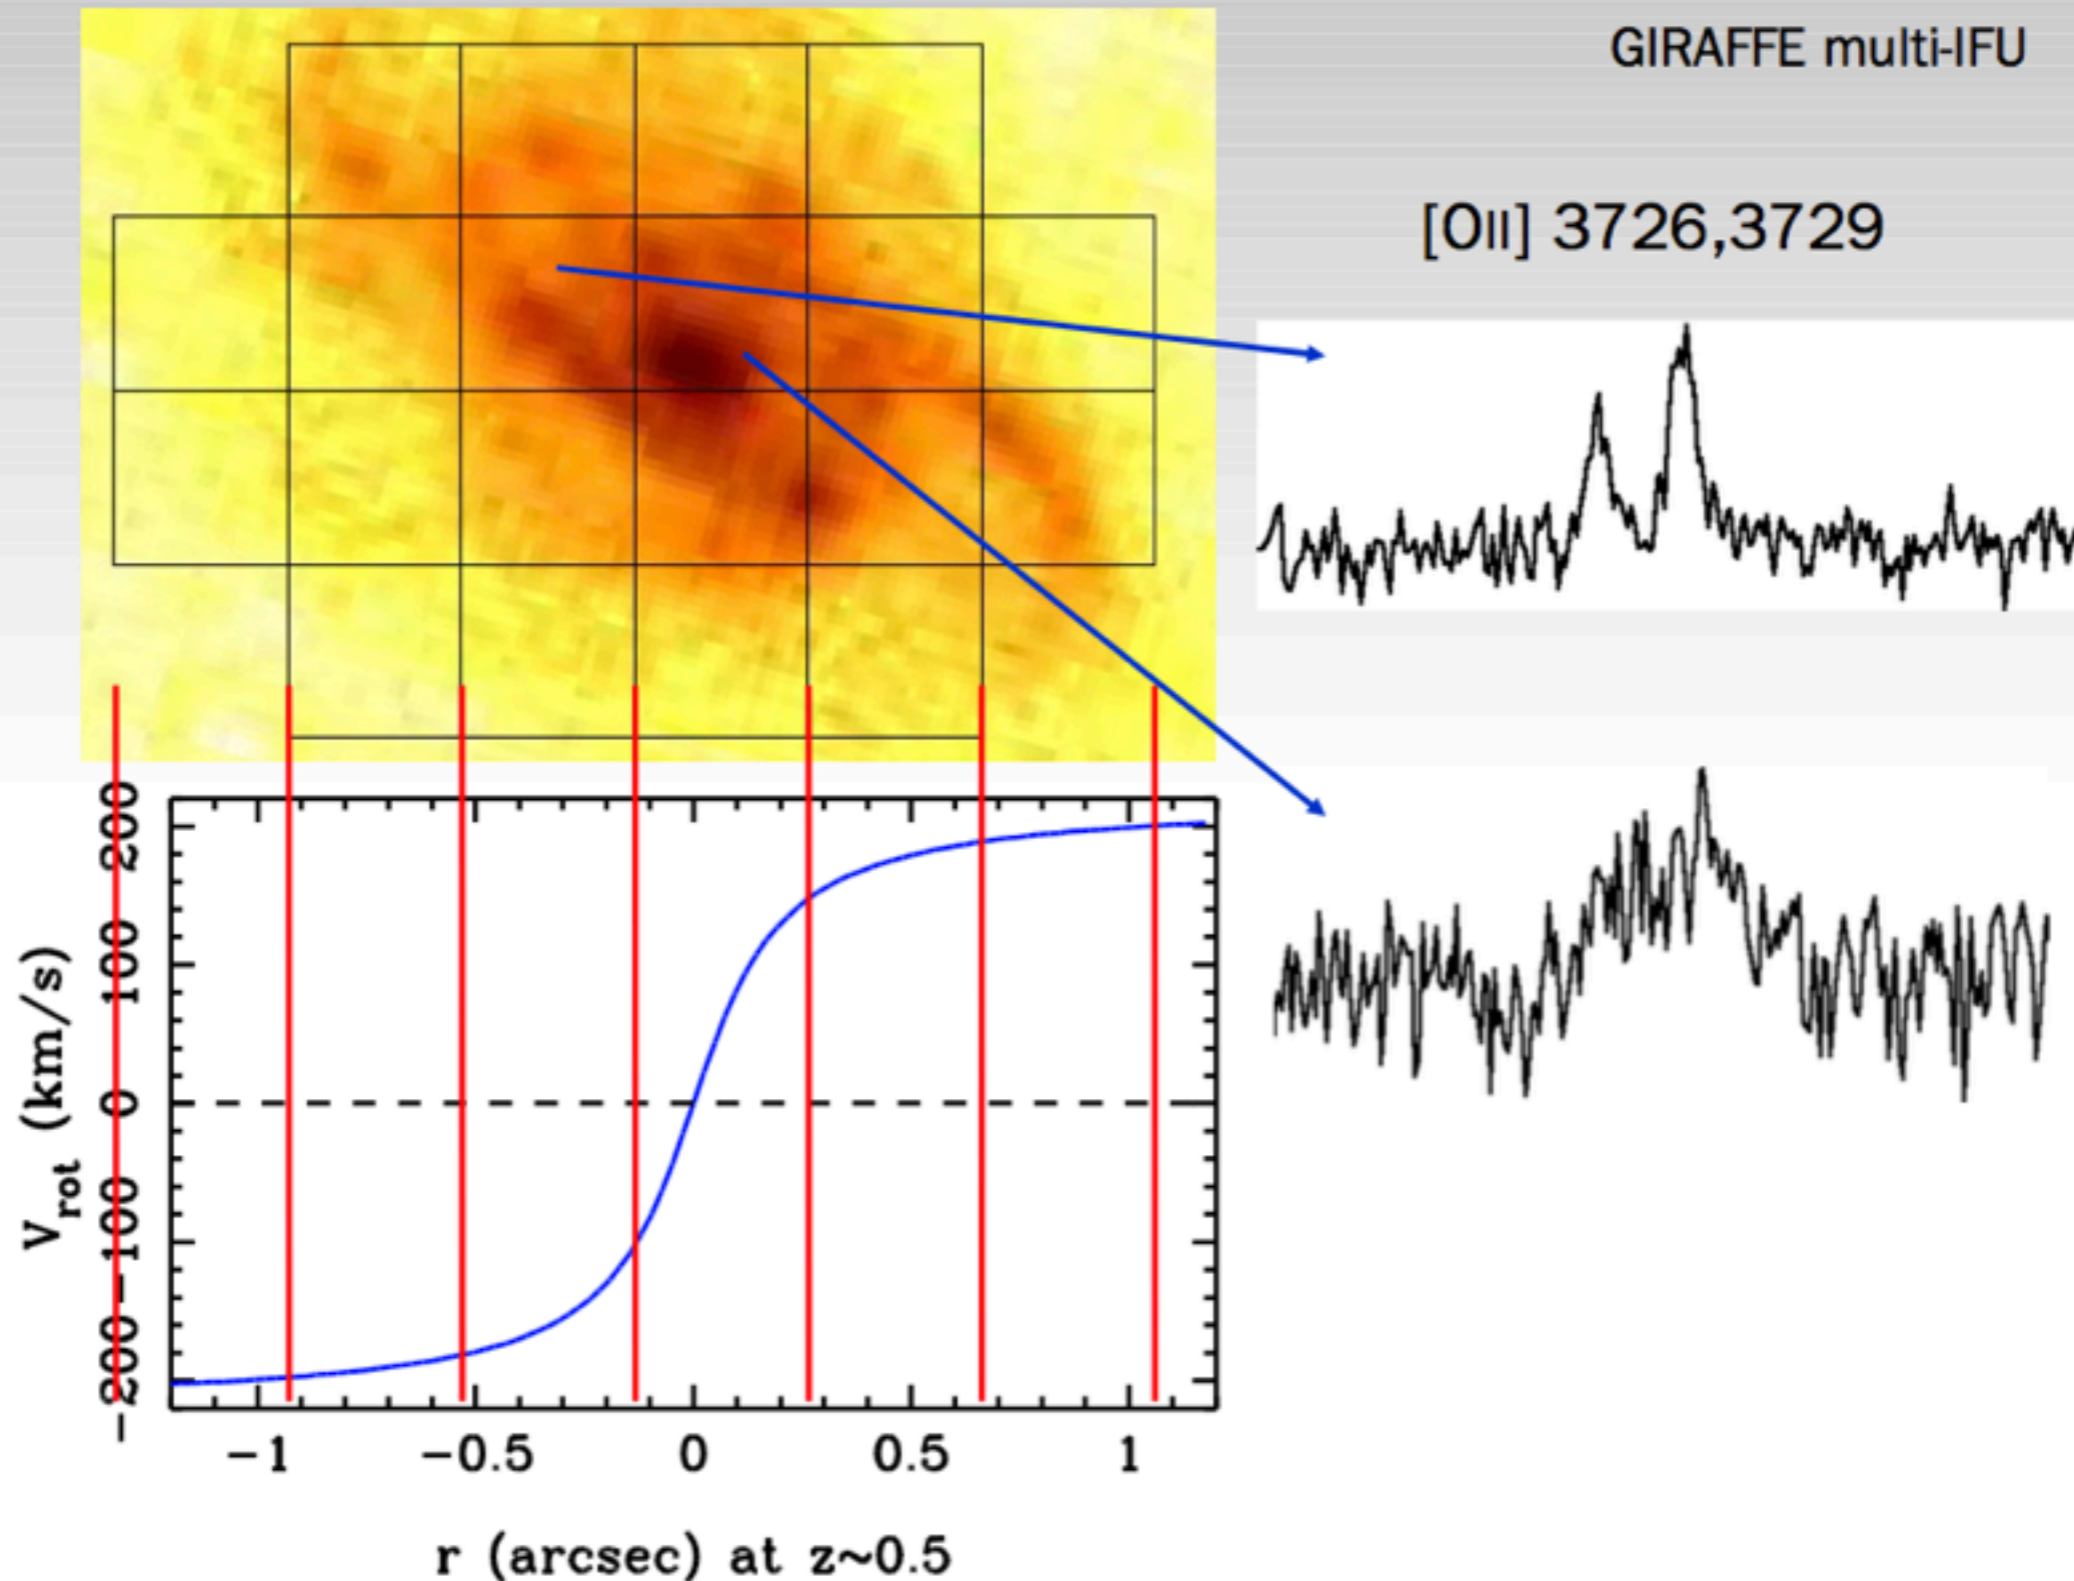 GIRAFFE multi-IFU
[OII] 3726,3729
200
100
0
-100
-200
V_rot (km/s)
-1 -0.5 0 0.5 1
r (arcsec) at z~0.5